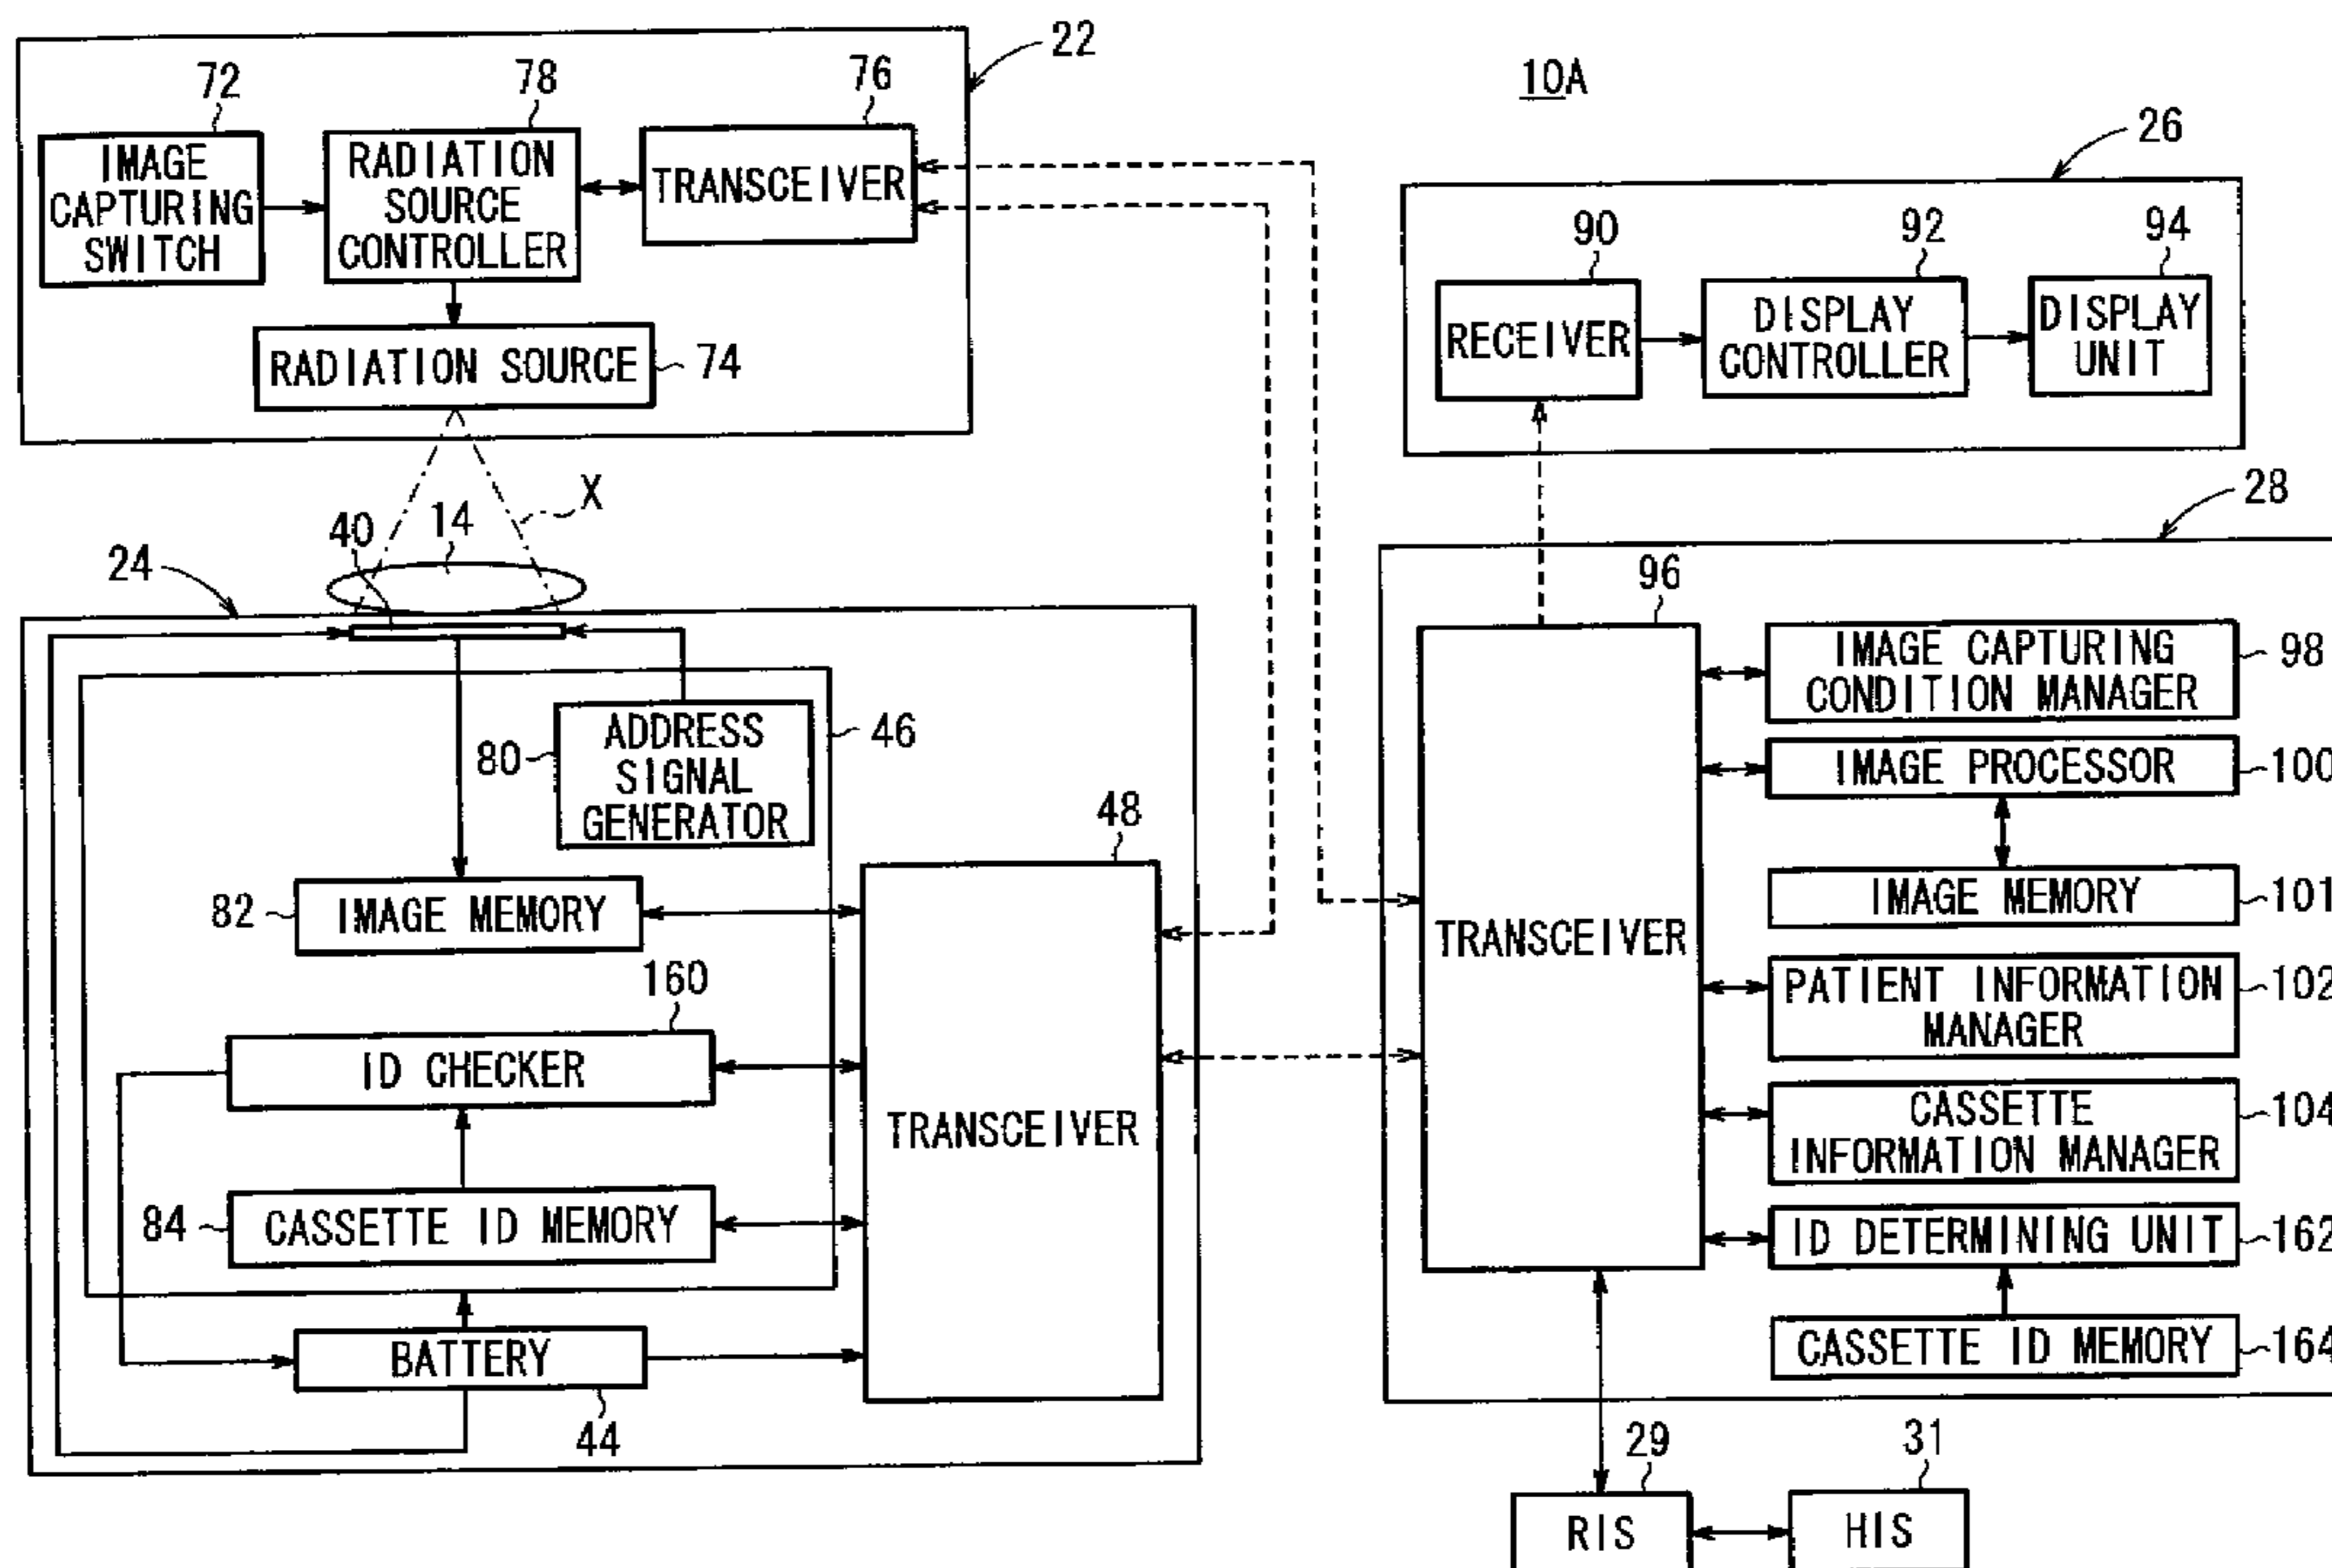 10A
22
72
IMAGE
CAPTURING
SWITCH
78
RADIATION
SOURCE
CONTROLLER
76
TRANSCEIVER
RADIATION SOURCE
74
X
14
40
24
26
90
RECEIVER
92
DISPLAY
CONTROLLER
94
DISPLAY
UNIT
46
80
ADDRESS
SIGNAL
GENERATOR
82
IMAGE MEMORY
160
ID CHECKER
84
CASSETTE ID MEMORY
BATTERY
44
48
TRANSCEIVER
28
96
TRANSCEIVER
IMAGE CAPTURING
CONDITION MANAGER
98
IMAGE PROCESSOR
100
IMAGE MEMORY
101
PATIENT INFORMATION
MANAGER
102
CASSETTE
INFORMATION MANAGER
104
ID DETERMINING UNIT
162
CASSETTE ID MEMORY
164
29
RIS
31
HIS